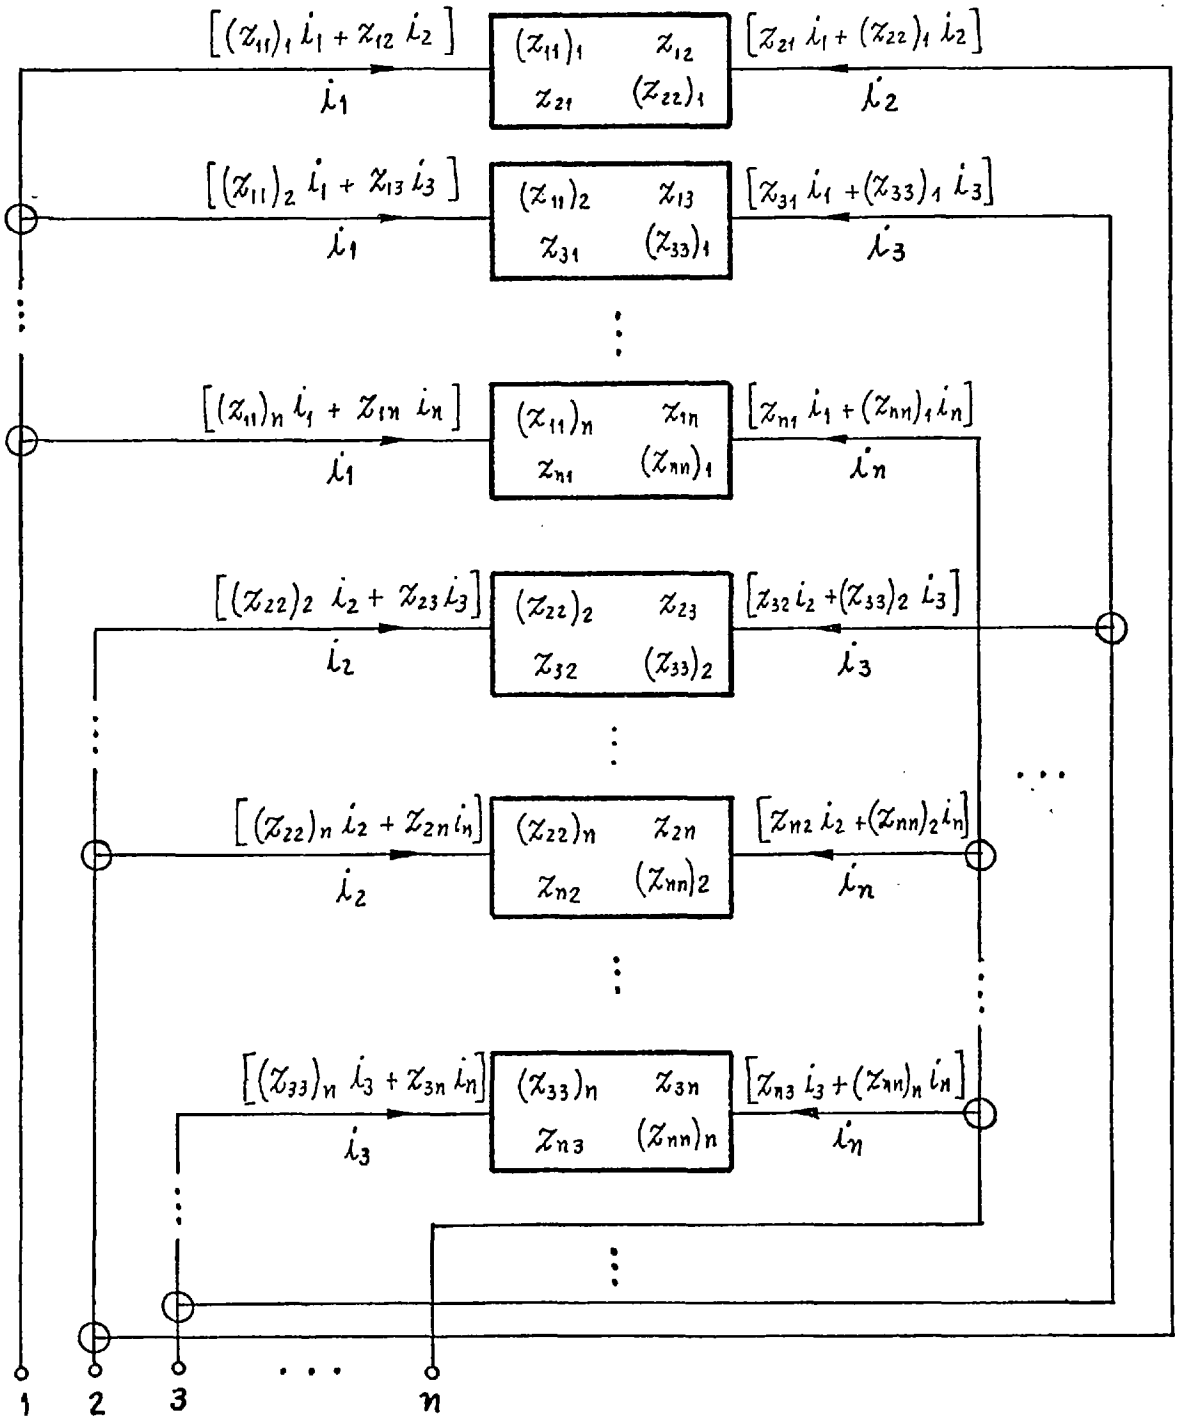 [(z₁₁)₁ i₁ + z₁₂ i₂] (z₁₁)₁ z₁₂ [z₂₁ i₁ + (z₂₂)₁ i₂]
i₁ z₂₁ (z₂₂)₁ i₂
[(z₁₁)₂ i₁ + z₁₃ i₃] (z₁₁)₂ z₁₃ [z₃₁ i₁ + (z₃₃)₁ i₃]
i₁ z₃₁ (z₃₃)₁ i₃
[(z₁₁)ₙ i₁ + z₁ₙ iₙ] (z₁₁)ₙ z₁ₙ [zₙ₁ i₁ + (zₙₙ)₁ iₙ]
i₁ zₙ₁ (zₙₙ)₁ iₙ
[(z₂₂)₂ i₂ + z₂₃ i₃] (z₂₂)₂ z₂₃ [z₃₂ i₂ + (z₃₃)₂ i₃]
i₂ z₃₂ (z₃₃)₂ i₃
...
[(z₂₂)ₙ i₂ + z₂ₙ iₙ] (z₂₂)ₙ z₂ₙ [zₙ₂ i₂ + (zₙₙ)₂ iₙ]
i₂ zₙ₂ (zₙₙ)₂ iₙ
[(z₃₃)ₙ i₃ + z₃ₙ iₙ] (z₃₃)ₙ z₃ₙ [zₙ₃ i₃ + (zₙₙ)ₙ iₙ]
i₃ zₙ₃ (zₙₙ)ₙ iₙ
1 2 3 ... n